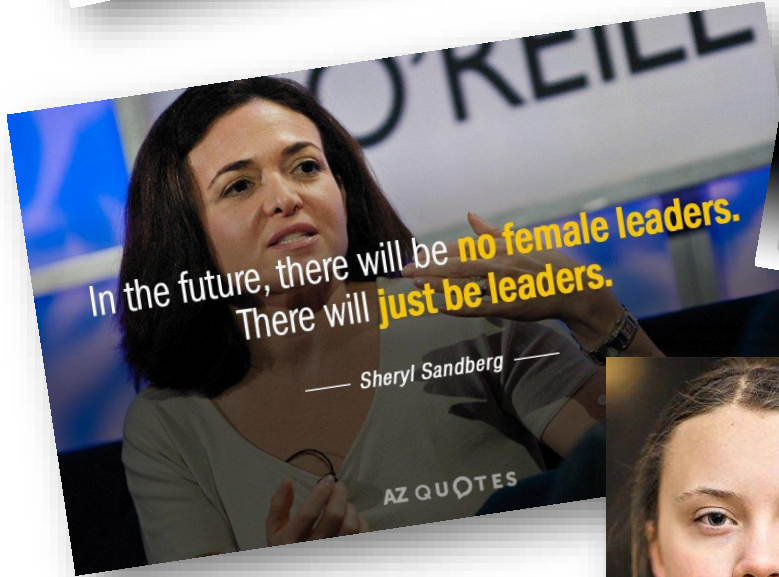 O'REILL
In the future, there will be no female leaders.
There will just be leaders.
Sheryl Sandberg
AZ QUOTES